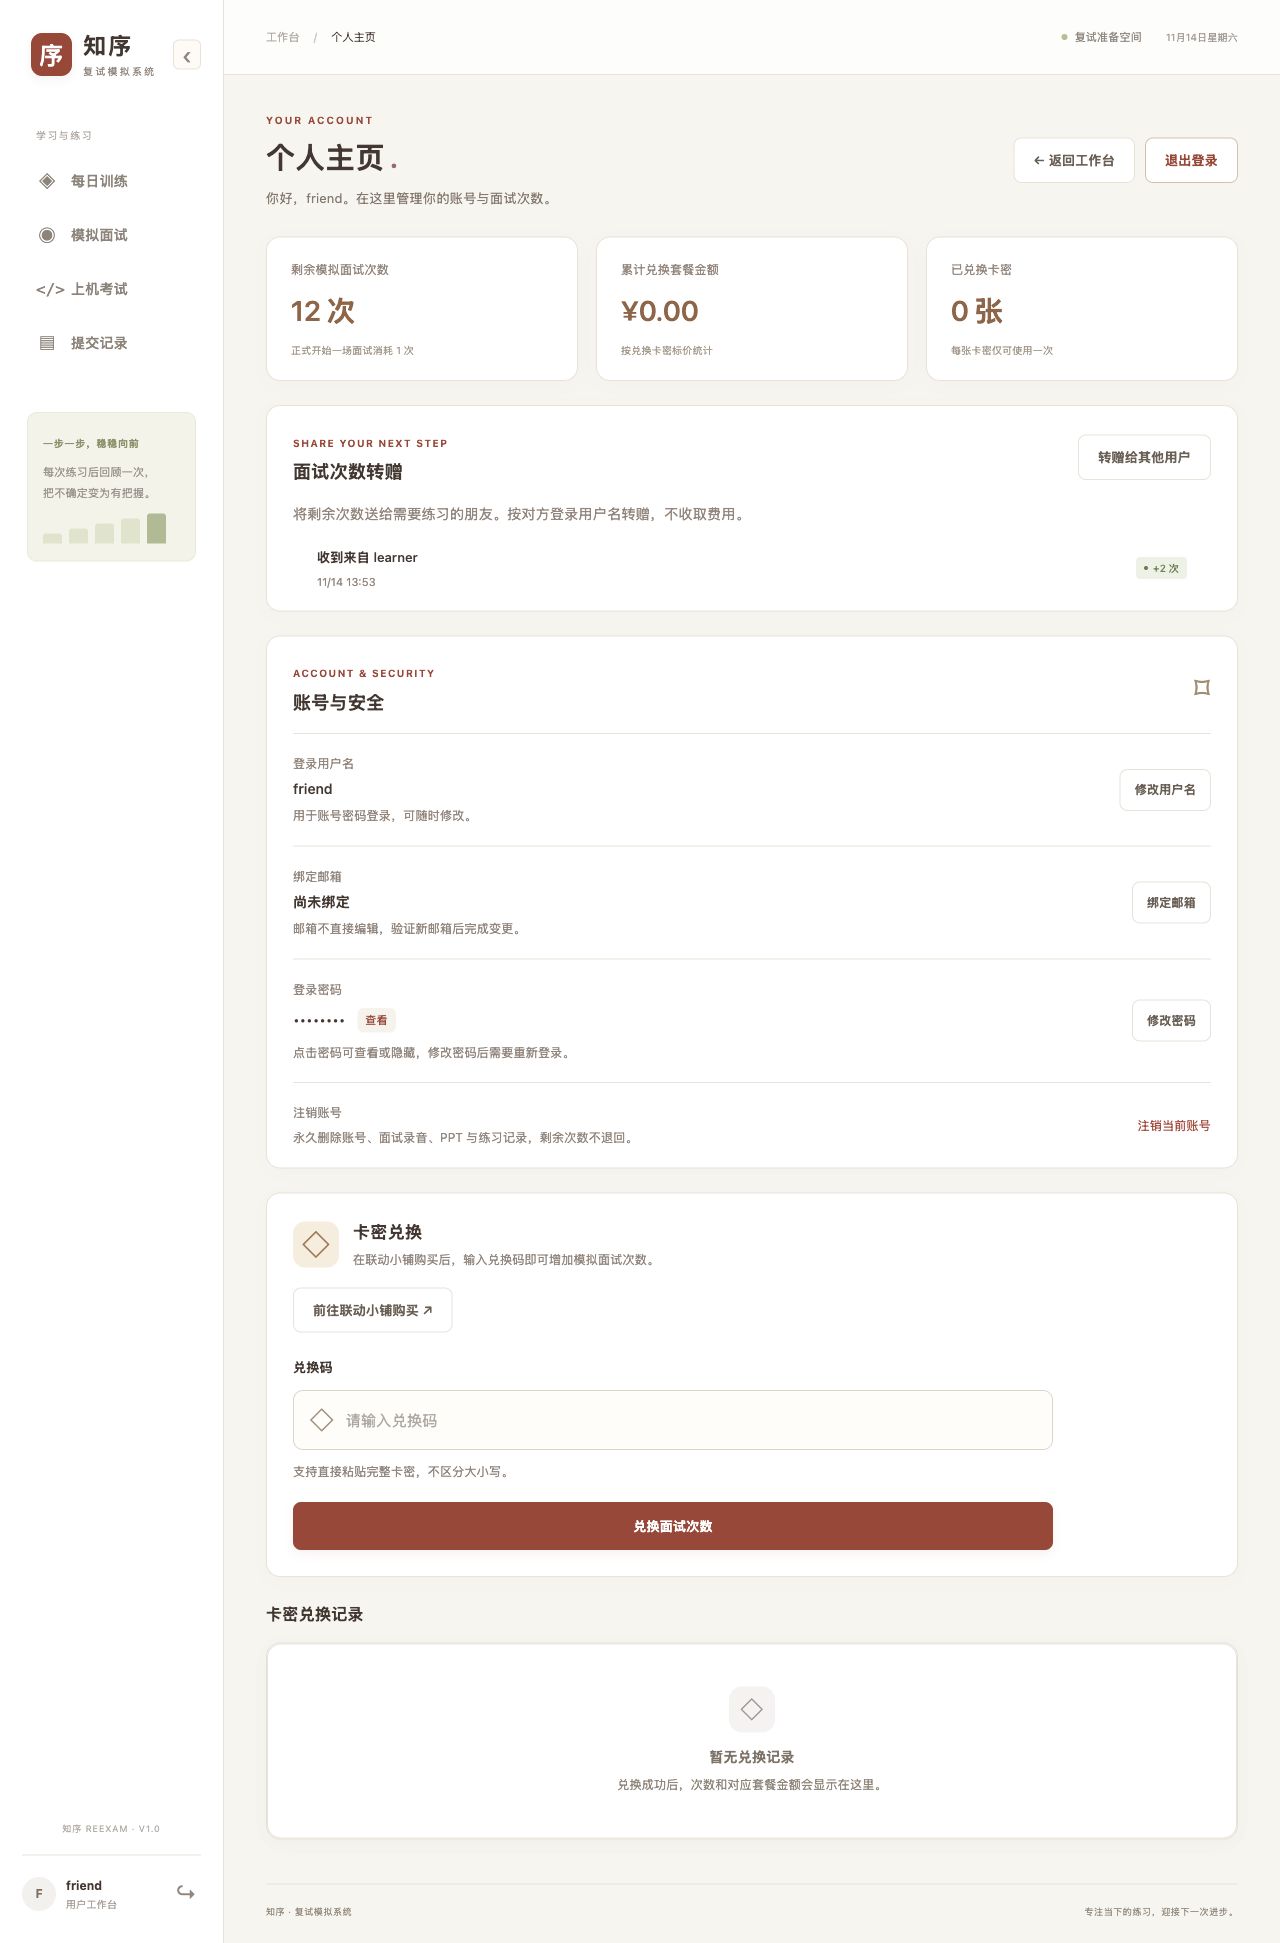 序
知序
复试模拟系统
学习与练习
每日训练
模拟面试
</> 上机考试
提交记录
一步一步，稳稳向前
每次练习后回顾一次，
把不确定变为有把握。
知序 REEXAM · V1.0
F
friend
用户工作台
工作台 / 个人主页
复试准备空间
11月14日星期六
YOUR ACCOUNT
个人主页.
你好，friend。在这里管理你的账号与面试次数。
← 返回工作台
退出登录
剩余模拟面试次数
12 次
正式开始一场面试消耗 1 次
累计兑换套餐金额
¥0.00
按兑换卡密标价统计
已兑换卡密
0 张
每张卡密仅可使用一次
SHARE YOUR NEXT STEP
面试次数转赠
转赠给其他用户
将剩余次数送给需要练习的朋友。按对方登录用户名转赠，不收取费用。
收到来自 learner
11/14 13:53
+2 次
ACCOUNT & SECURITY
账号与安全
登录用户名
friend
用于账号密码登录，可随时修改。
修改用户名
绑定邮箱
尚未绑定
邮箱不直接编辑，验证新邮箱后完成变更。
绑定邮箱
登录密码
•••••••• 查看
点击密码可查看或隐藏，修改密码后需要重新登录。
修改密码
注销账号
永久删除账号、面试录音、PPT 与练习记录，剩余次数不退回。
注销当前账号
卡密兑换
在联动小铺购买后，输入兑换码即可增加模拟面试次数。
前往联动小铺购买 ↗
兑换码
请输入兑换码
支持直接粘贴完整卡密，不区分大小写。
兑换面试次数
卡密兑换记录
暂无兑换记录
兑换成功后，次数和对应套餐金额会显示在这里。
知序 · 复试模拟系统
专注当下的练习，迎接下一次进步。